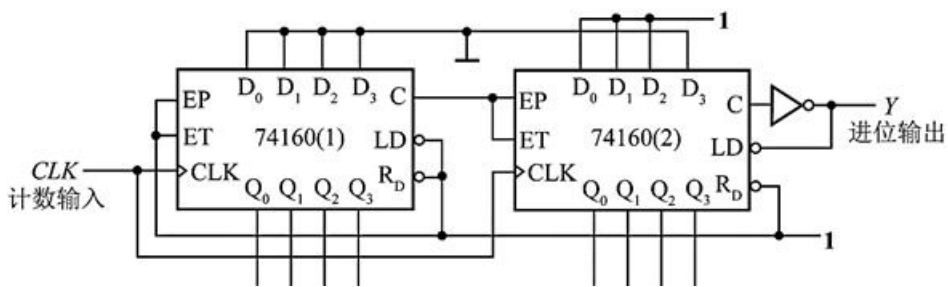 1
D₀ D₁ D₂ D₃ C
EP
ET
74160(1)
LD
CLK
R_D
Q₀ Q₁ Q₂ Q₃
CLK
计数输入
D₀ D₁ D₂ D₃
EP
C
ET
74160(2)
LD
CLK
R_D
Q₀ Q₁ Q₂ Q₃
Y
进位输出
1